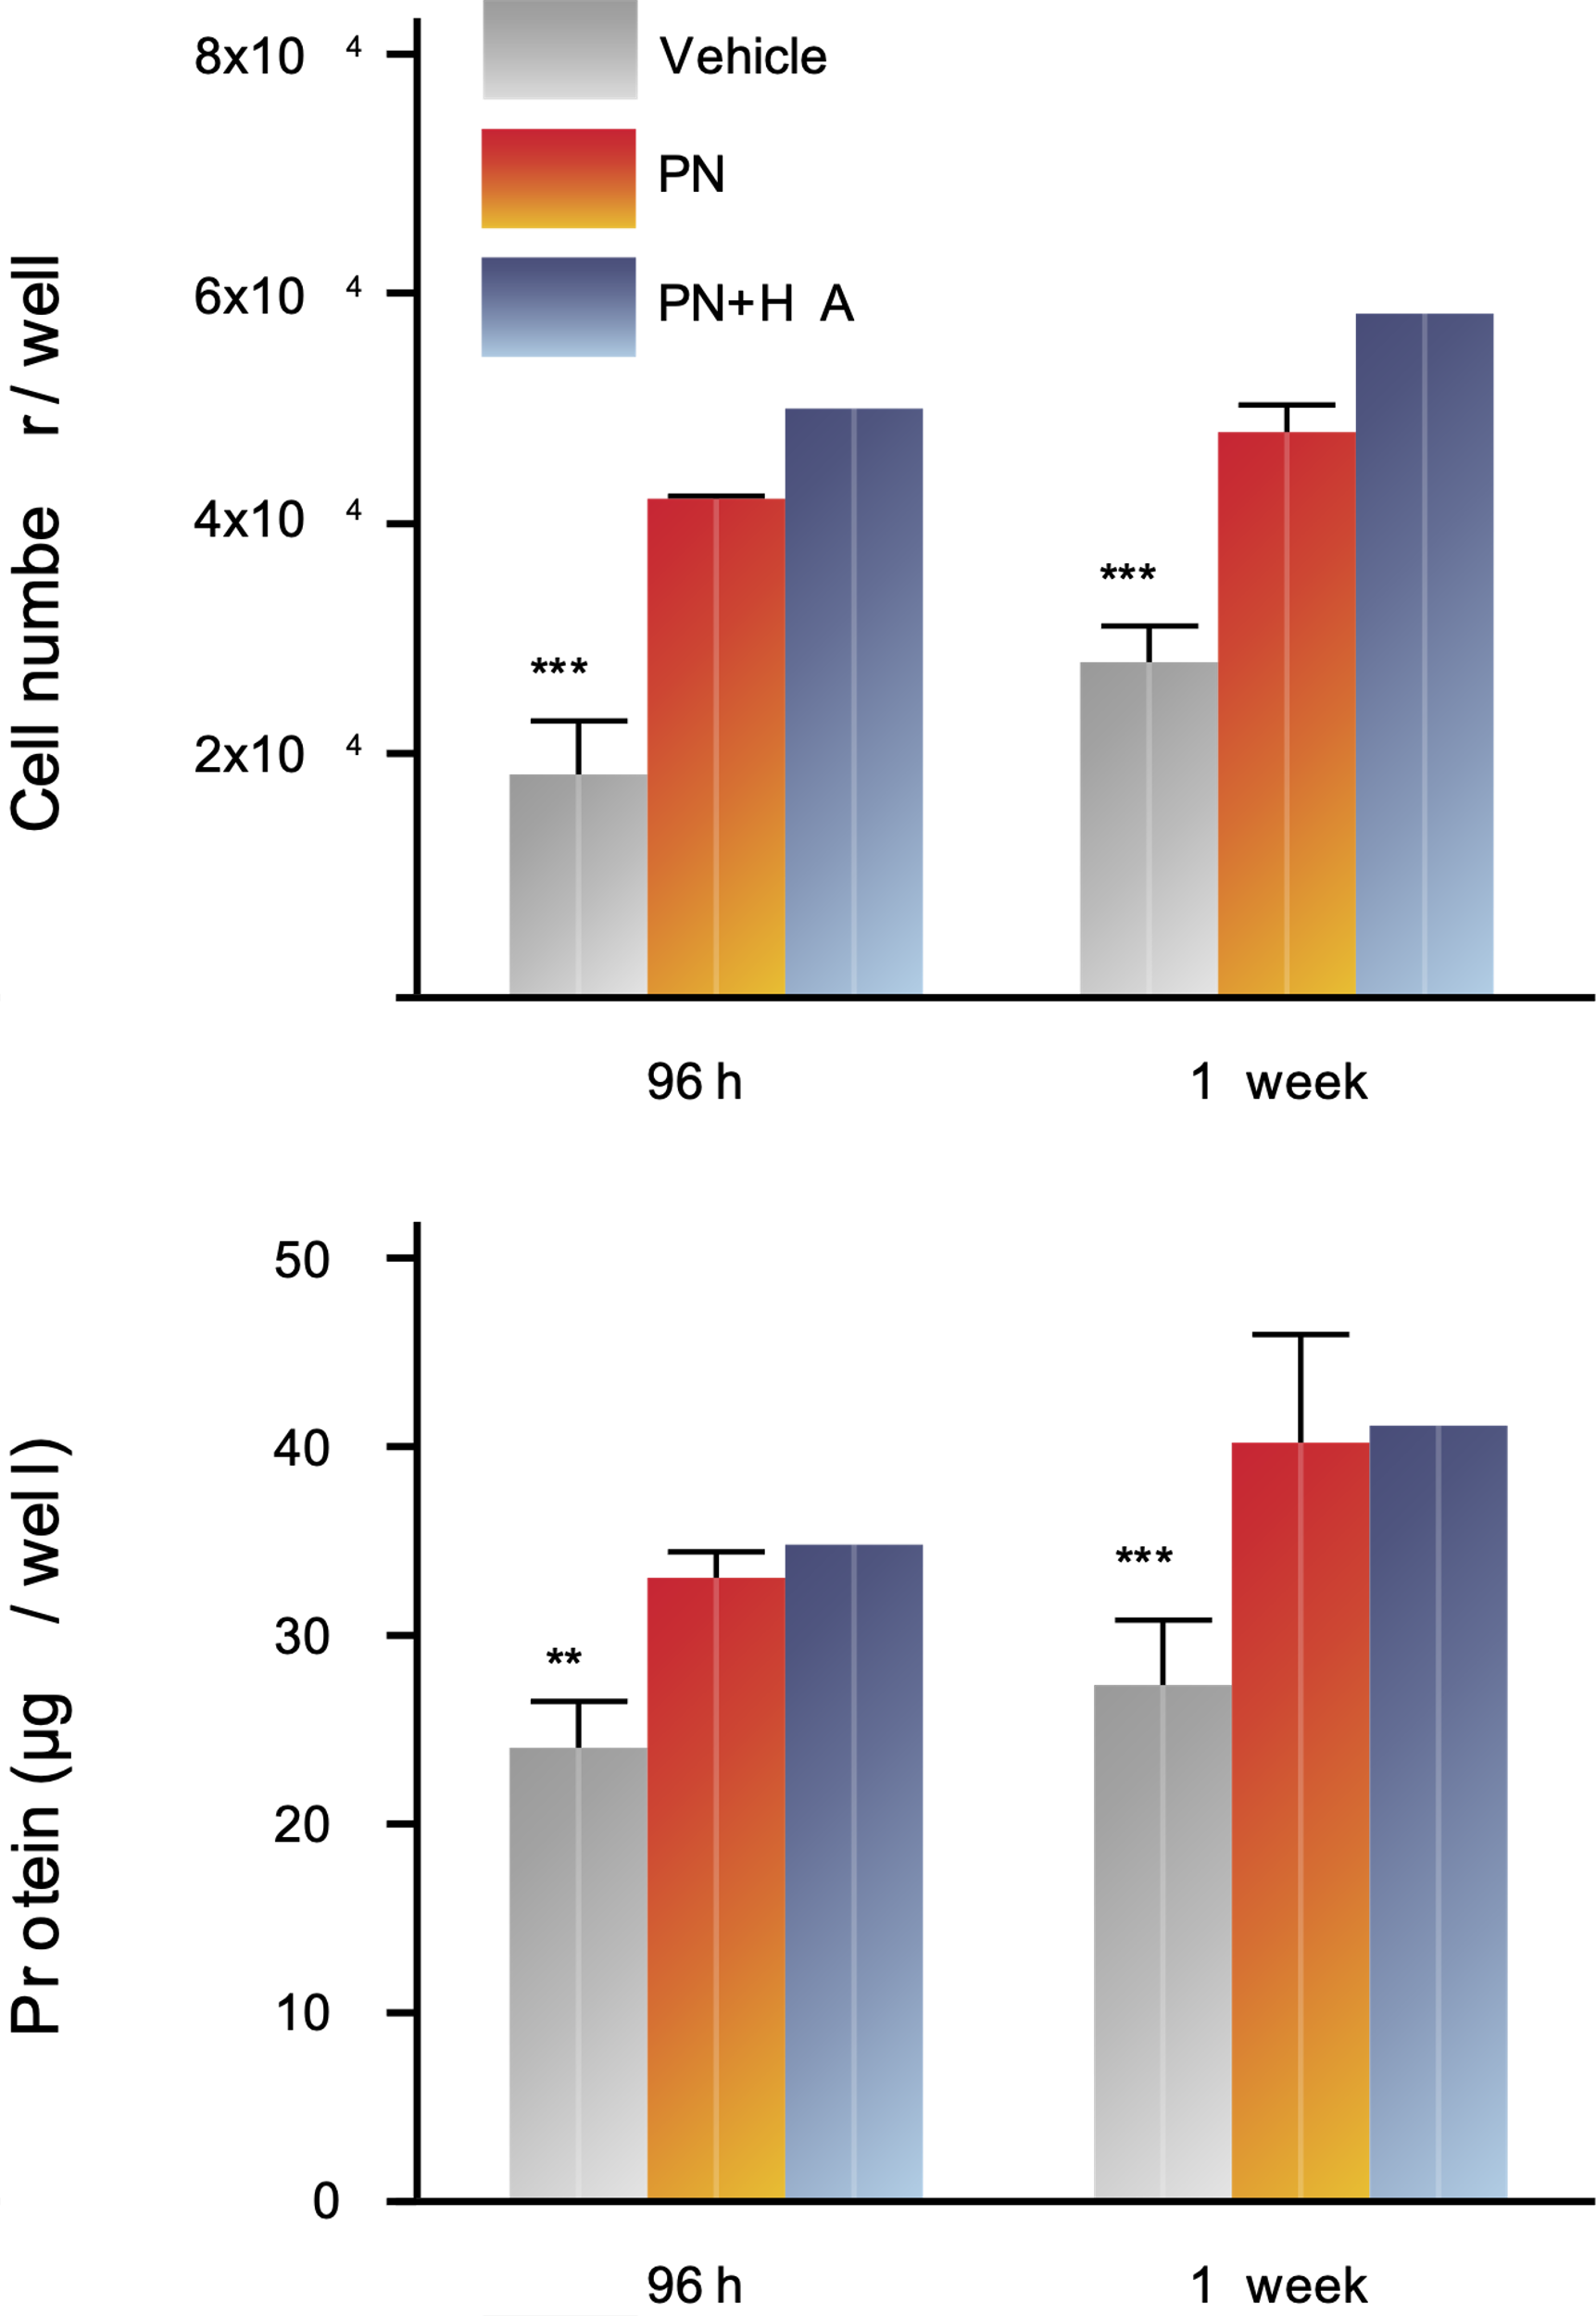 8x10 4
Vehicle
PN
6x10 4
PN+H A
4x10 4
***
***
2x10 4
Cell numbe r / well
96 h
1 week
50
40
***
30
**
20
10
0
Pr otein (µg / wel l)
96 h
1 week